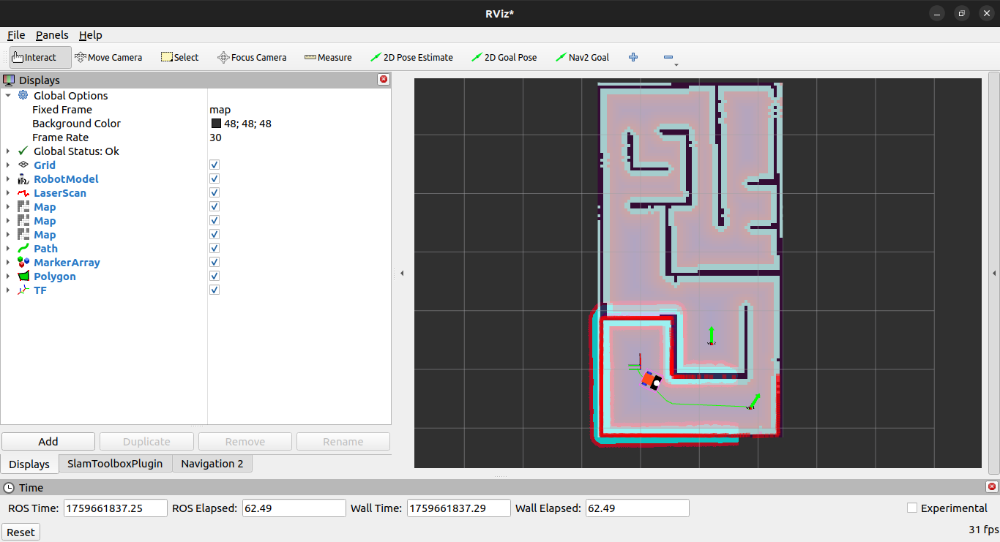 RViz*
File Panels Help
Interact Move Camera Select Focus Camera Measure 2D Pose Estimate 2D Goal Pose Nav2 Goal
Displays
Global Options
Fixed Frame map
Background Color 48; 48; 48
Frame Rate 30
Global Status: Ok
Grid
RobotModel
LaserScan
Map
Map
Map
Path
MarkerArray
Polygon
TF
Add Duplicate Remove Rename
Displays SlamToolboxPlugin Navigation 2
Time
ROS Time: 1759661837.25 ROS Elapsed: 62.49 Wall Time: 1759661837.29 Wall Elapsed: 62.49 Experimental
Reset 31 fps